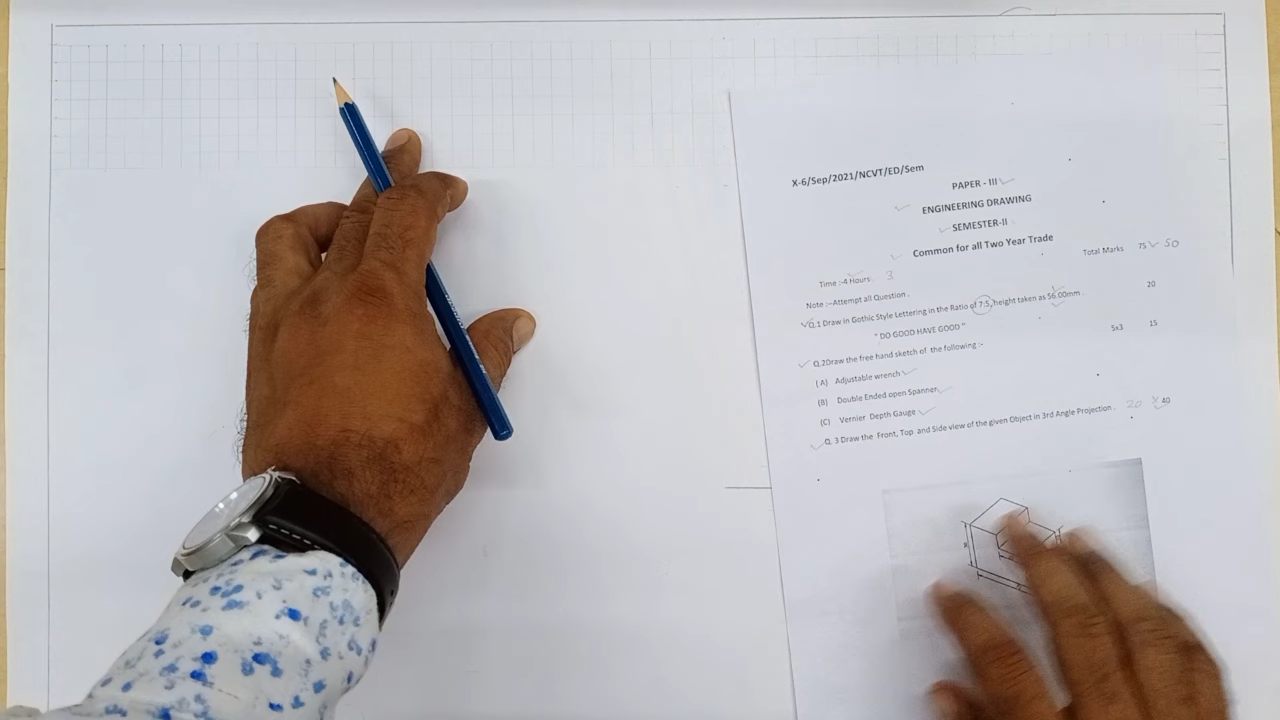 X-6/Sep/2021/NCVT/ED/Sem
PAPER - III
ENGINEERING DRAWING
SEMESTER-II
Common for all Two Year Trade
Time :-4 Hours 3 Total Marks 75 50
Note :-Attempt all Question .
Q.1 Draw in Gothic Style Lettering in the Ratio of 7:5, height taken as 56.00mm . 20
" DO GOOD HAVE GOOD "
Q.2Draw the free hand sketch of the following :- 5x3 15
(A) Adjustable wrench
(B) Double Ended open Spanner
(C) Vernier Depth Gauge
Q. 3 Draw the Front, Top and Side view of the given Object in 3rd Angle Projection . 20 x 40